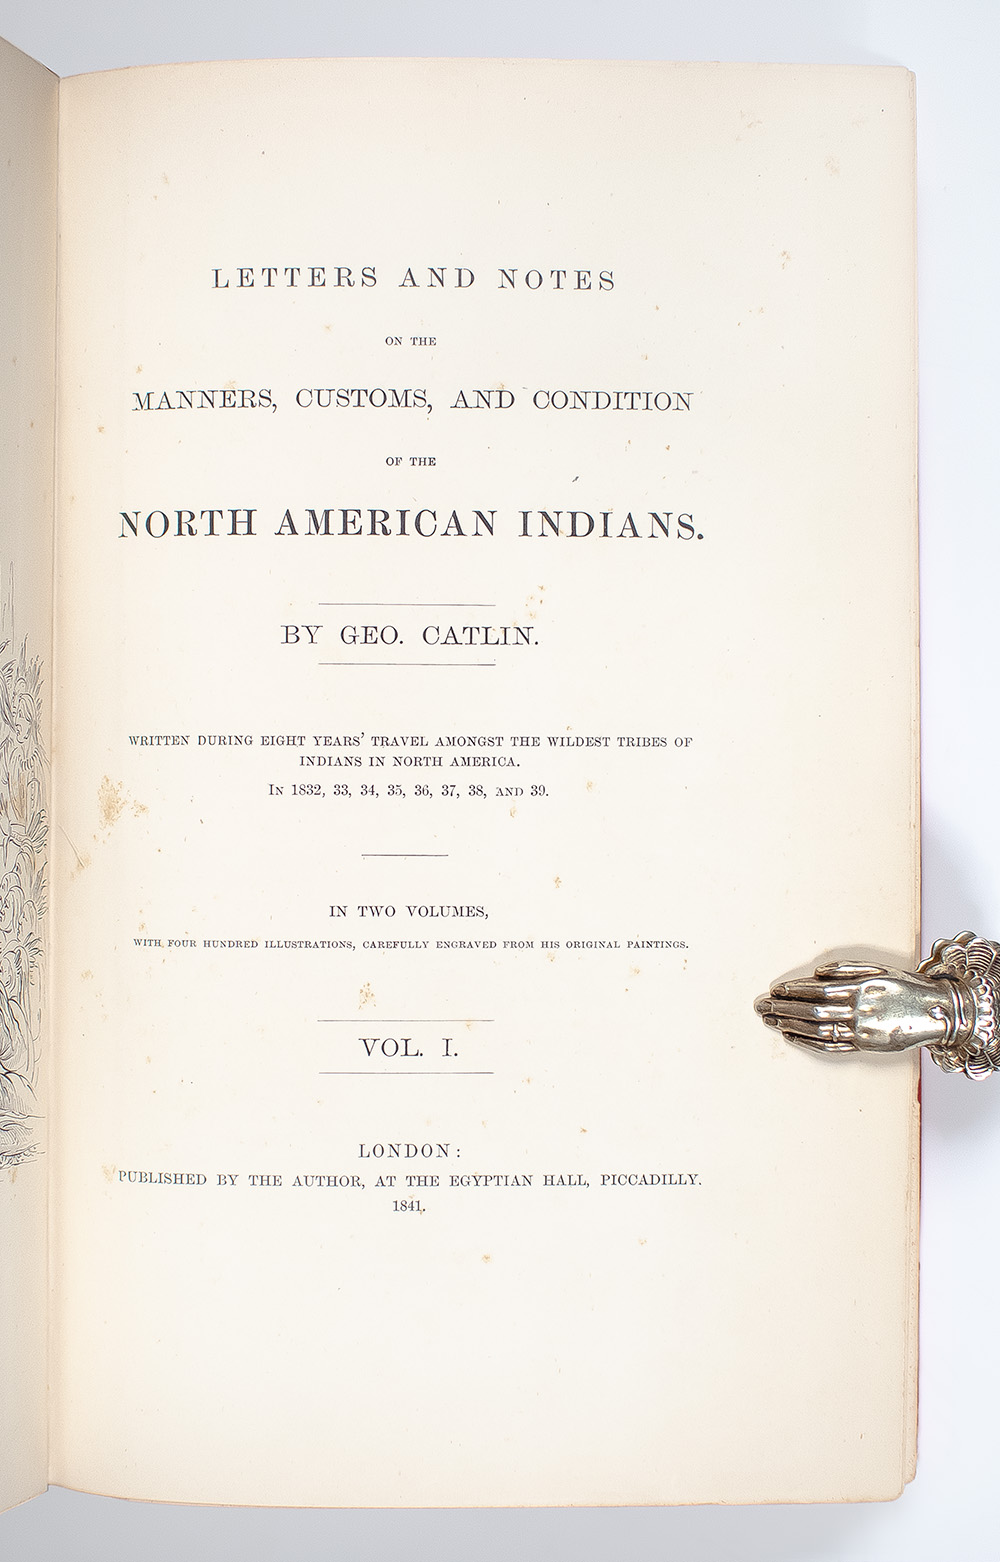 LETTERS AND NOTES
ON THE
MANNERS, CUSTOMS, AND CONDITION
OF THE
NORTH AMERICAN INDIANS.
BY GEO. CATLIN.
WRITTEN DURING EIGHT YEARS' TRAVEL AMONGST THE WILDEST TRIBES OF
INDIANS IN NORTH AMERICA.
IN 1832, 33, 34, 35, 36, 37, 38, AND 39.
IN TWO VOLUMES,
WITH FOUR HUNDRED ILLUSTRATIONS, CAREFULLY ENGRAVED FROM HIS ORIGINAL PAINTINGS.
VOL. I.
LONDON:
PUBLISHED BY THE AUTHOR, AT THE EGYPTIAN HALL, PICCADILLY.
1841.